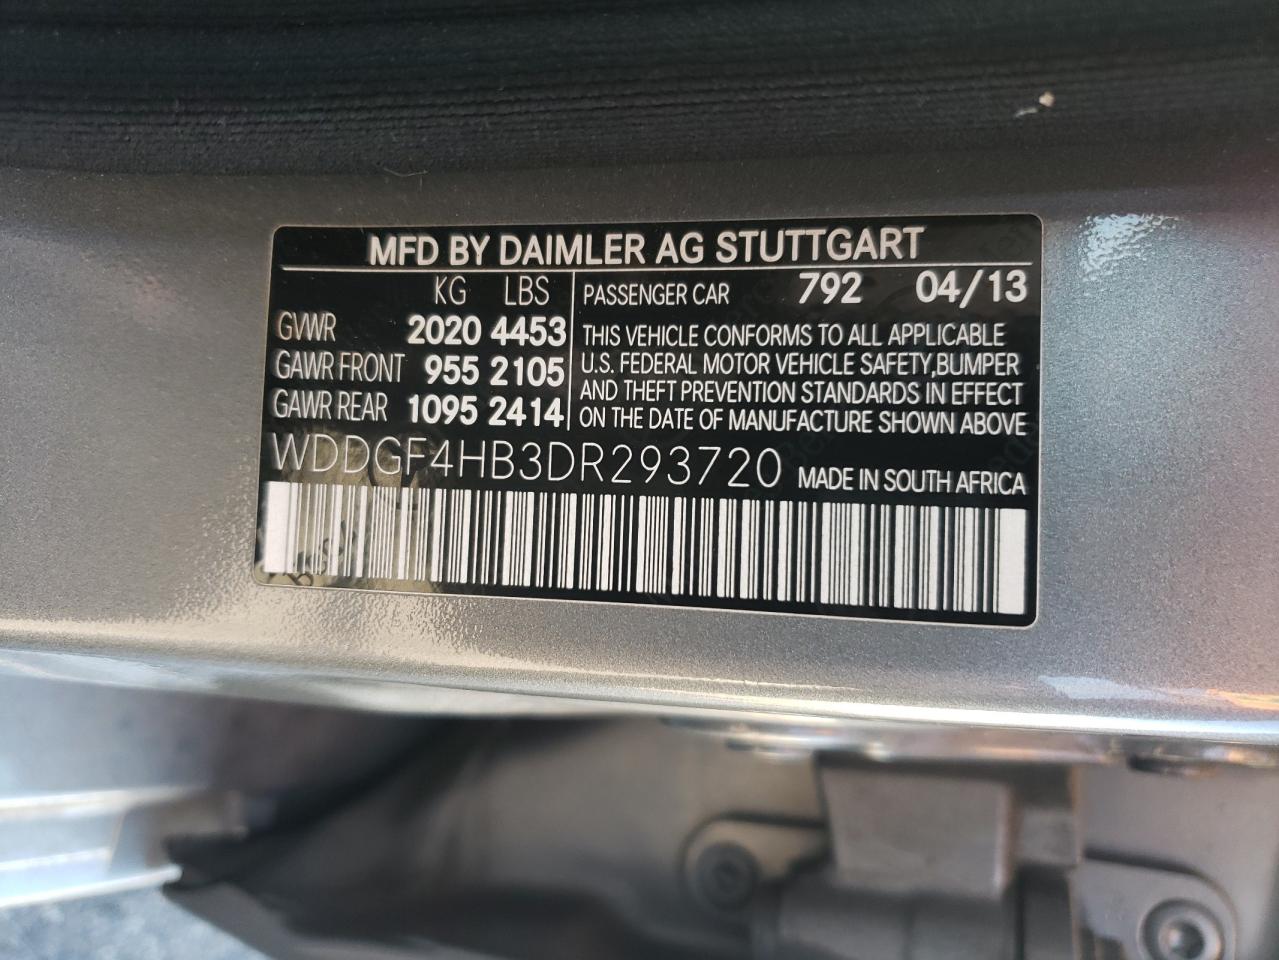 MFD BY DAIMLER AG STUTTGART
KG LBS
GVWR 2020 4453
GAWR FRONT 955 2105
GAWR REAR 1095 2414
PASSENGER CAR 792 04/13
THIS VEHICLE CONFORMS TO ALL APPLICABLE
U.S. FEDERAL MOTOR VEHICLE SAFETY,BUMPER
AND THEFT PREVENTION STANDARDS IN EFFECT
ON THE DATE OF MANUFACTURE SHOWN ABOVE
WDDGF4HB3DR293720 MADE IN SOUTH AFRICA